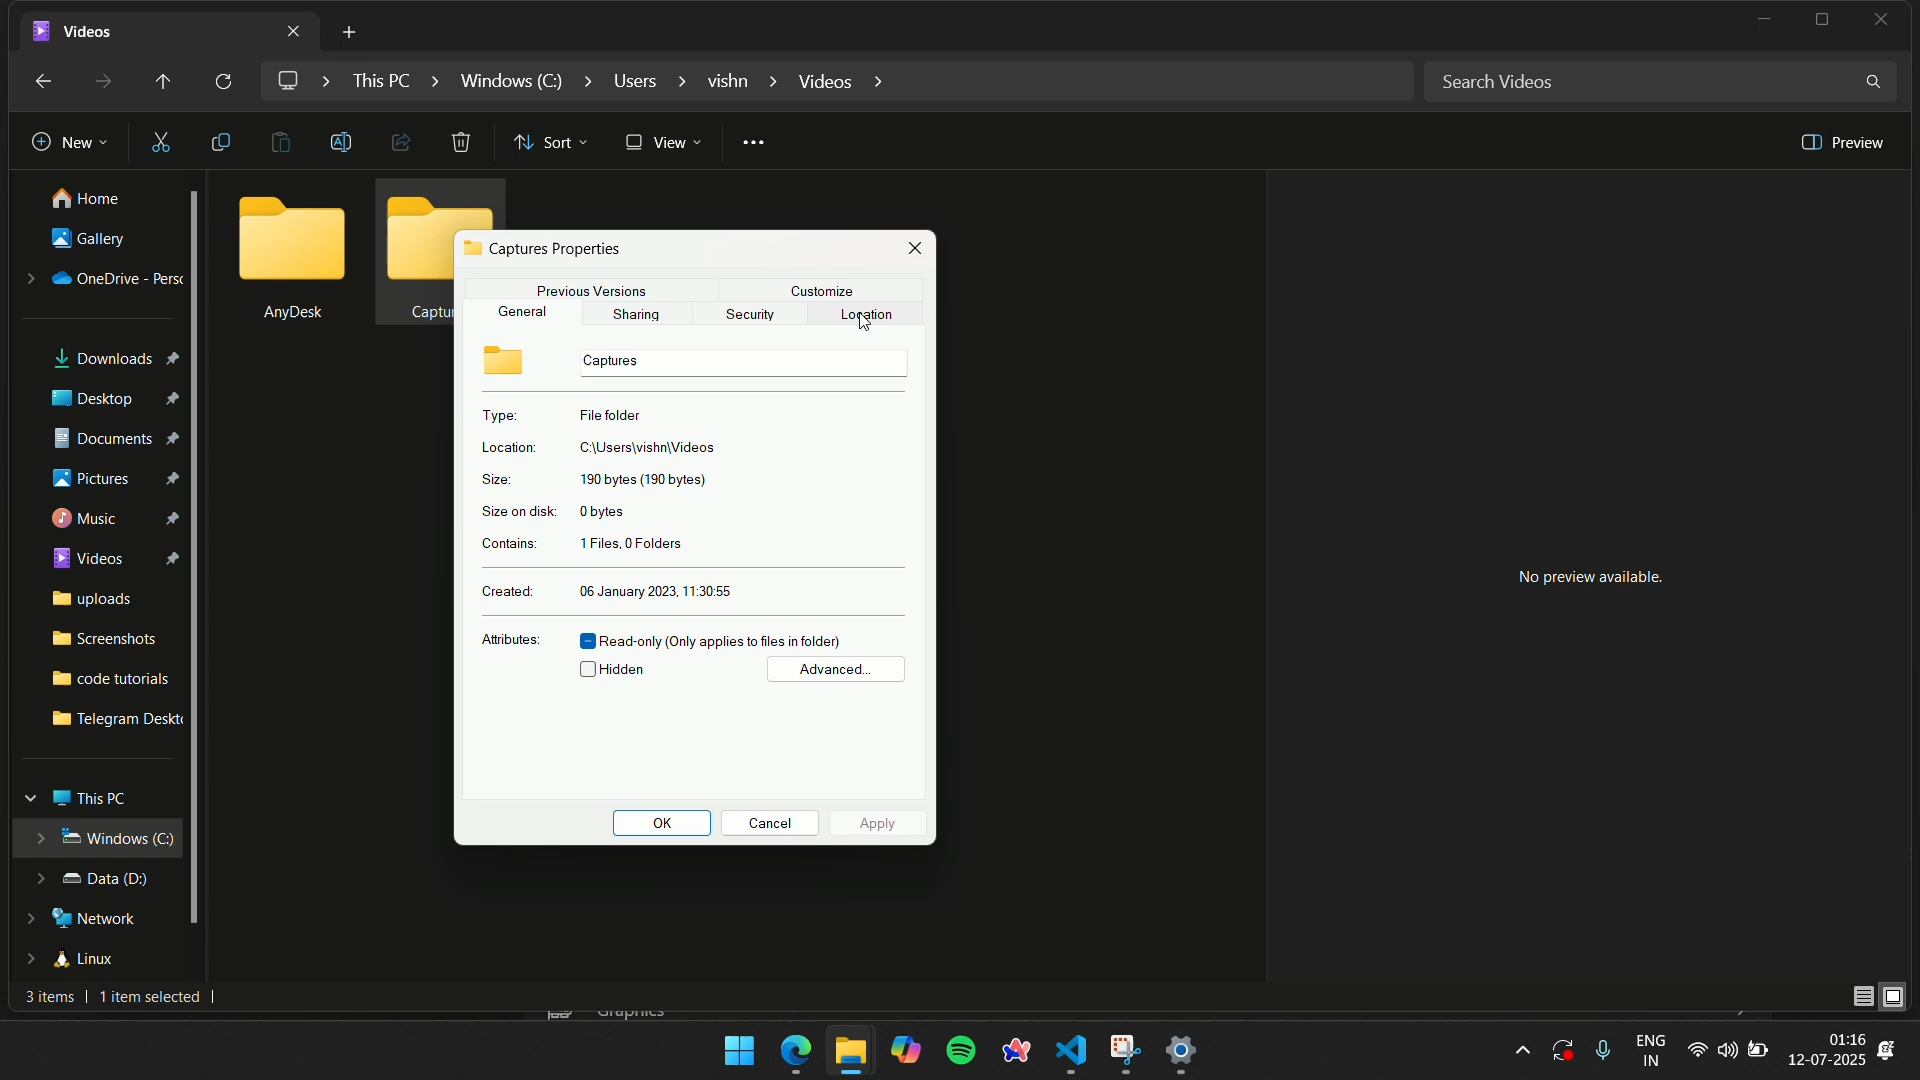 Videos
This PC
Windows (C:)
Users
vishn
Videos
Search Videos
New
Sort
View
Preview
Home
Gallery
OneDrive - Persc
Downloads
Desktop
Documents
Pictures
Music
Videos
uploads
Screenshots
code tutorials
Telegram Deskto
This PC
Windows (C:)
Data (D:)
Network
Linux
AnyDesk
Captur
Captures Properties
Previous Versions
Customize
General
Sharing
Security
Location
Captures
Type: File folder
Location: C:\Users\vishn\Videos
Size: 190 bytes (190 bytes)
Size on disk: 0 bytes
Contains: 1 Files, 0 Folders
Created: 06 January 2023, 11:30:55
Attributes: Read-only (Only applies to files in folder)
Hidden
Advanced...
OK
Cancel
Apply
No preview available.
3 items
1 item selected
Graphics
ENG
IN
01:16
12-07-2025